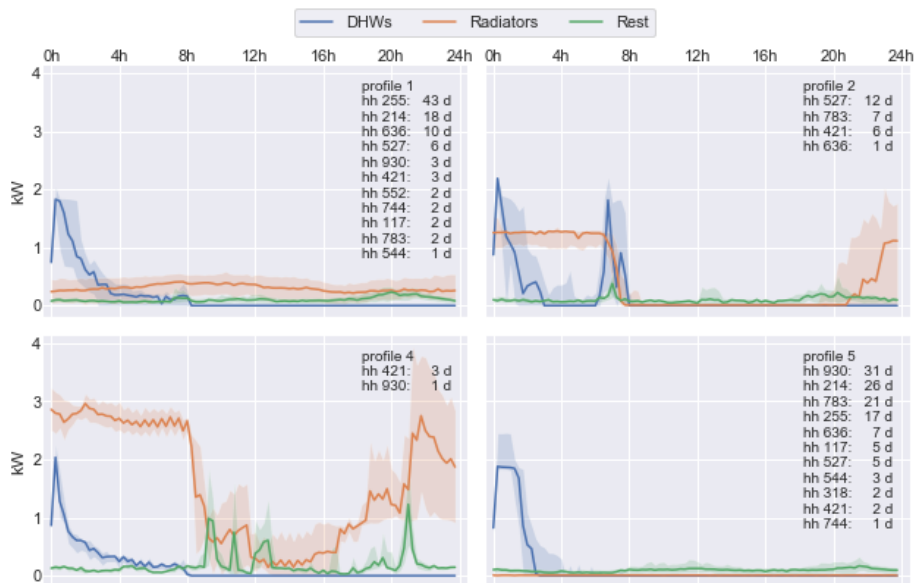 DHWs Radiators Rest
0h 4h 8h 12h 16h 20h 24h 0h 4h 8h 12h 16h 20h 24h
4
3
2
1
0
kW
profile 1
hh 255: 43 d
hh 214: 18 d
hh 636: 10 d
hh 527: 6 d
hh 930: 3 d
hh 421: 3 d
hh 552: 2 d
hh 744: 2 d
hh 117: 2 d
hh 783: 2 d
hh 544: 1 d
profile 2
hh 527: 12 d
hh 783: 7 d
hh 421: 6 d
hh 636: 1 d
4
3
2
1
0
kW
profile 4
hh 421: 3 d
hh 930: 1 d
profile 5
hh 930: 31 d
hh 214: 26 d
hh 783: 21 d
hh 255: 17 d
hh 636: 7 d
hh 117: 5 d
hh 527: 5 d
hh 544: 3 d
hh 318: 2 d
hh 421: 2 d
hh 744: 1 d